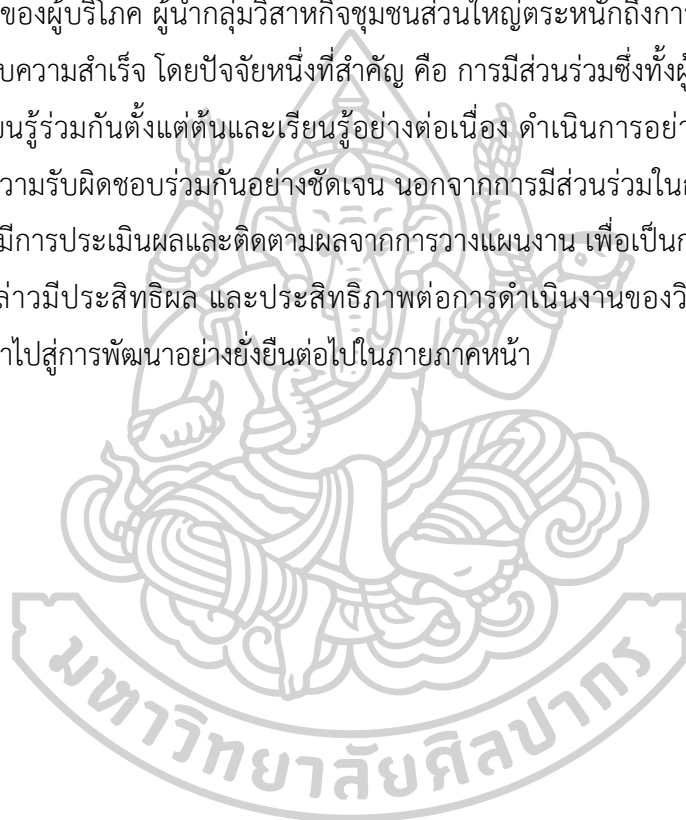 ของผู้บริโภค ผู้นำกลุ่มวิสาหกิจชุมชนส่วนใหญ่ตระหนักถึงการ
บความสำเร็จ โดยปัจจัยหนึ่งที่สำคัญ คือ การมีส่วนร่วมซึ่งทั้งผู้
ยนรู้ร่วมกันตั้งแต่ต้นและเรียนรู้อย่างต่อเนื่อง ดำเนินการอย่า
วามรับผิดชอบร่วมกันอย่างชัดเจน นอกจากการมีส่วนร่วมใน
มีการประเมินผลและติดตามผลจากการวางแผนงาน เพื่อเป็นก
ล่าวมีประสิทธิผล และประสิทธิภาพต่อการดำเนินงานของวิ
าไปสู่การพัฒนาอย่างยั่งยืนต่อไปในภายภาคหน้า
มหาวิทยาลัยศิลปากร